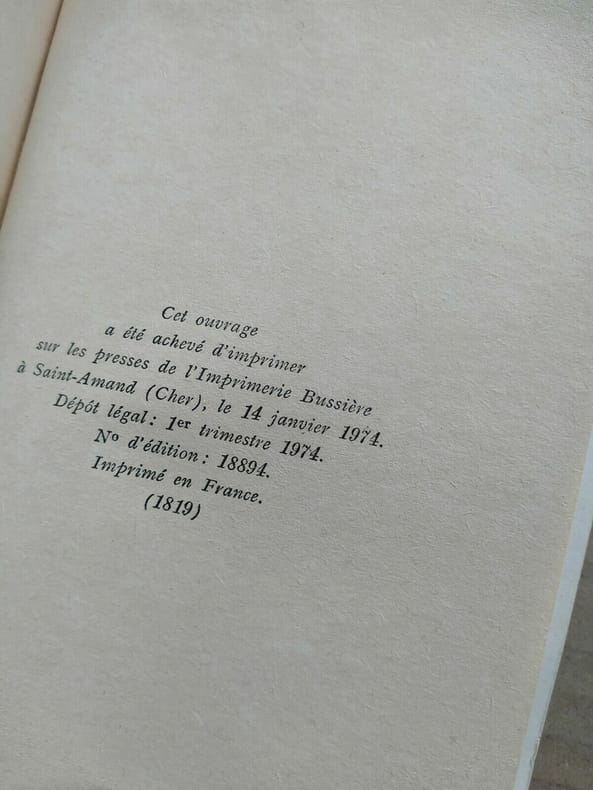 Cet ouvrage
a été achevé d'imprimer
sur les presses de l'Imprimerie Bussière
à Saint-Amand (Cher), le 14 janvier 1974.
Dépôt légal : 1er trimestre 1974.
No d'édition : 18894.
Imprimé en France.
(1819)